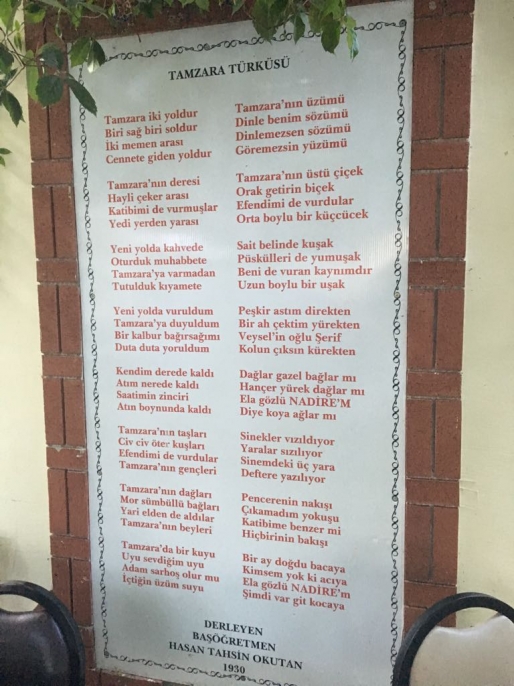 TAMZARA TÜRKÜSÜ
Tamzara iki yoldur
Biri sağ biri soldur
İki memen arası
Cennete giden yoldur
Tamzara'nın deresi
Hayli çeker arası
Katibimi de vurmuşlar
Yedi yerden yarası
Yeni yolda kahvede
Oturduk muhabbete
Tamzara'ya varmadan
Tutulduk kıyamete
Yeni yolda vuruldum
Tamzara'ya duyuldum
Bir kalbur bağırsağımı
Duta duta yoruldum
Kendim derede kaldı
Atım nerede kaldı
Saatimin zinciri
Atın boynunda kaldı
Tamzara'nın taşları
Civ civ öter kuşları
Efendimi de vurdular
Tamzara'nın gençleri
Tamzara'nın dağları
Mor sümbüllü bağları
Yari elden de aldılar
Tamzara'nın beyleri
Tamzara'da bir kuyu
Uyu sevdiğim uyu
Adam sarhoş olur mu
İçtiğin üzüm suyu
Tamzara'nın üzümü
Dinle benim sözümü
Dinlemezsen sözümü
Göremezsin yüzümü
Tamzara'nın üstü çiçek
Orak getirin biçek
Efendimi de vurdular
Orta boylu bir küçücek
Sait belinde kuşak
Püskülleri de yumuşak
Beni de vuran kaynımdır
Uzun boylu bir uşak
Peşkir astım direkten
Bir ah çektim yürekten
Veysel'in oğlu Şerif
Kolun çıksın kürekten
Dağlar gazel bağlar mı
Hançer yürek dağlar mı
Ela gözlü NADİRE'M
Diye koya ağlar mı
Sinekler vızıldıyor
Yaralar sızılıyor
Sinemdeki üç yara
Deftere yazılıyor
Pencerenin nakışı
Çıkamadım yokuşu
Katibime benzer mi
Hiçbirinin bakışı
Bir ay doğdu bacaya
Kimsem yok ki acıya
Ela gözlü NADİRE'm
Şimdi var git kocaya
DERLEYEN
BAŞÖĞRETMEN
HASAN TAHSİN OKUTAN
1930